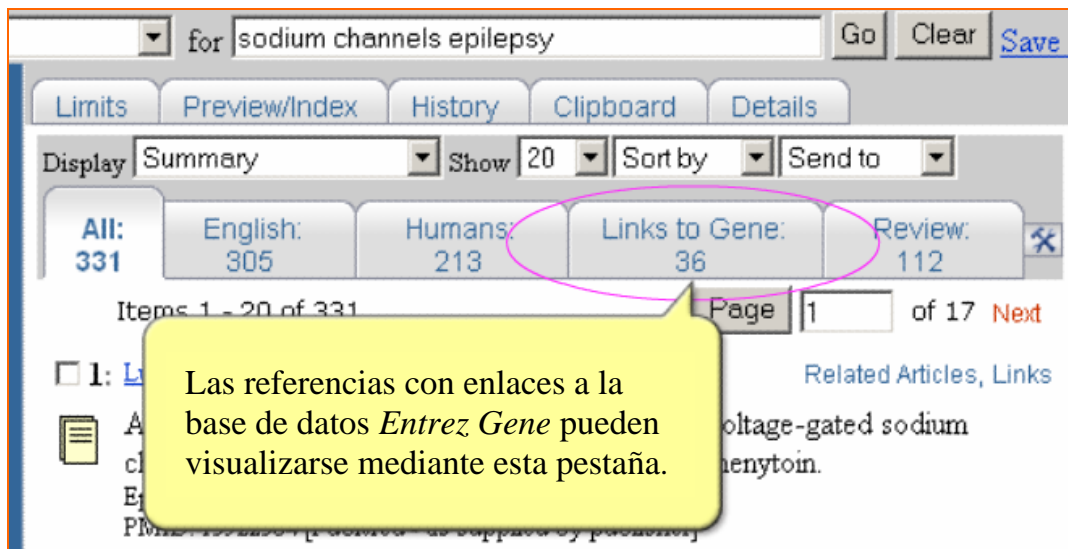 for sodium channels epilepsy Go Clear Save
Limits Preview/Index History Clipboard Details
Display Summary Show 20 Sort by Send to
All: English: Humans: Links to Gene: Review:
331 305 213 36 112
Items 1 - 20 of 331 Page 1 of 17 Next
1: Related Articles, Links
Las referencias con enlaces a la
base de datos Entrez Gene pueden
visualizarse mediante esta pestaña.
voltage-gated sodium
phenytoin.